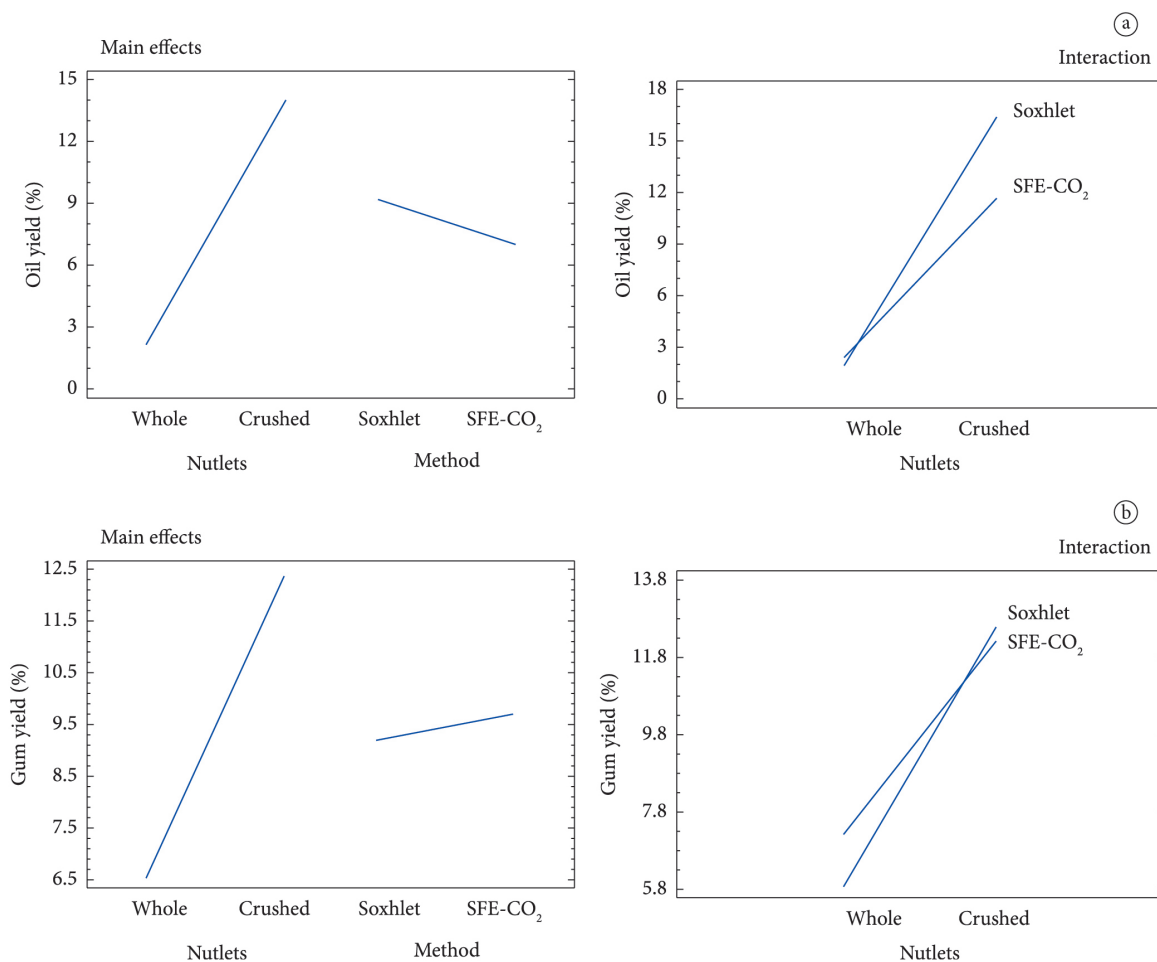 ⓐ
Main effects
Interaction
Oil yield (%)
15
12
9
6
3
0
Whole Crushed Soxhlet SFE-CO₂
Nutlets Method
Oil yield (%)
18
15
12
9
6
3
0
Soxhlet
SFE-CO₂
Whole Crushed
Nutlets
ⓑ
Main effects
Interaction
Gum yield (%)
12.5
11.5
10.5
9.5
8.5
7.5
6.5
Whole Crushed Soxhlet SFE-CO₂
Nutlets Method
Gum yield (%)
13.8
11.8
9.8
7.8
5.8
Soxhlet
SFE-CO₂
Whole Crushed
Nutlets